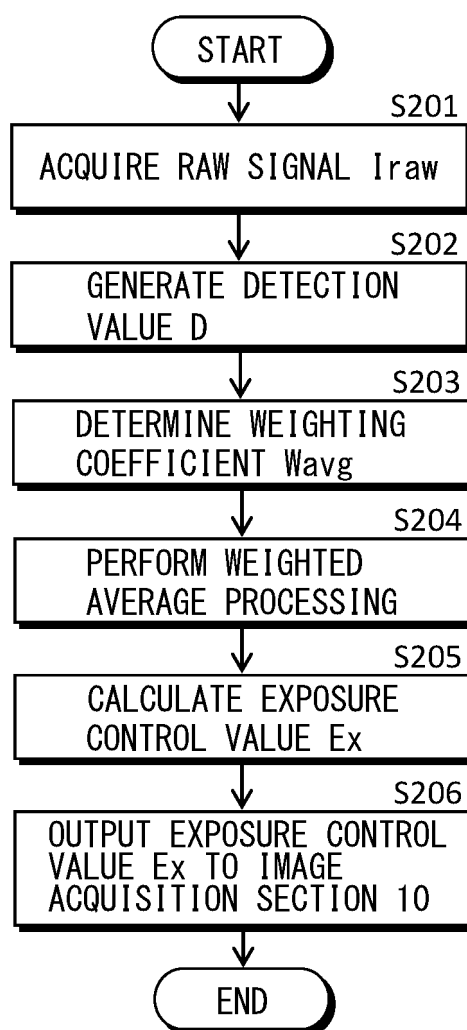 START
S201
ACQUIRE RAW SIGNAL Iraw
S202
GENERATE DETECTION
VALUE D
S203
DETERMINE WEIGHTING
COEFFICIENT Wavg
S204
PERFORM WEIGHTED
AVERAGE PROCESSING
S205
CALCULATE EXPOSURE
CONTROL VALUE Ex
S206
OUTPUT EXPOSURE CONTROL
VALUE Ex TO IMAGE
ACQUISITION SECTION 10
END